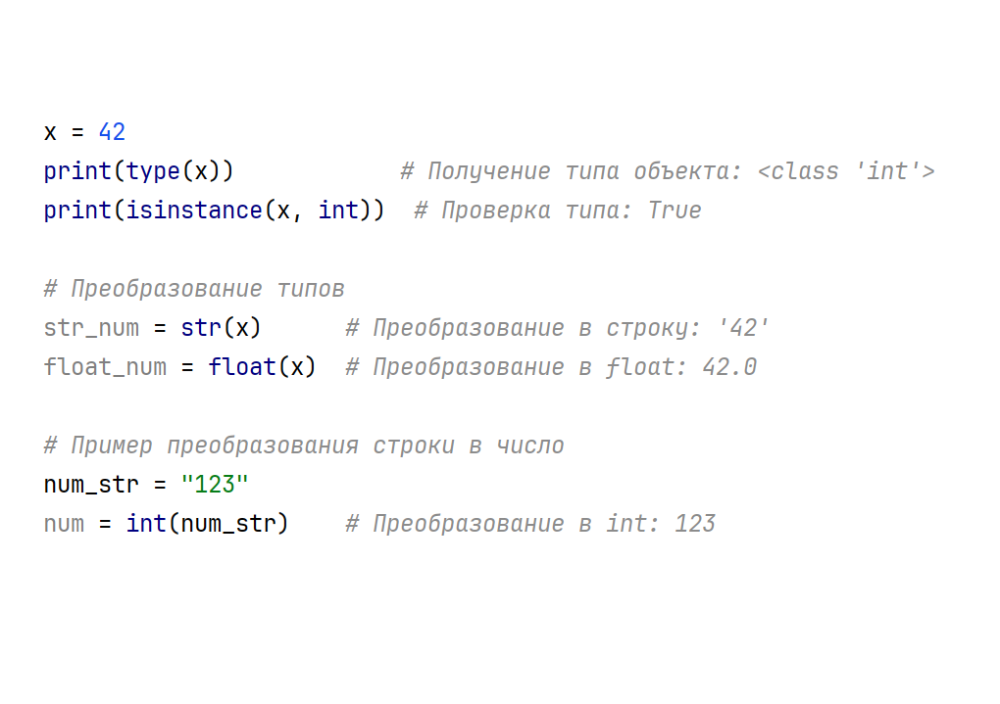 x = 42
print(type(x))            # Получение типа объекта: <class 'int'>
print(isinstance(x, int))  # Проверка типа: True
# Преобразование типов
str_num = str(x)      # Преобразование в строку: '42'
float_num = float(x)  # Преобразование в float: 42.0
# Пример преобразования строки в число
num_str = "123"
num = int(num_str)    # Преобразование в int: 123